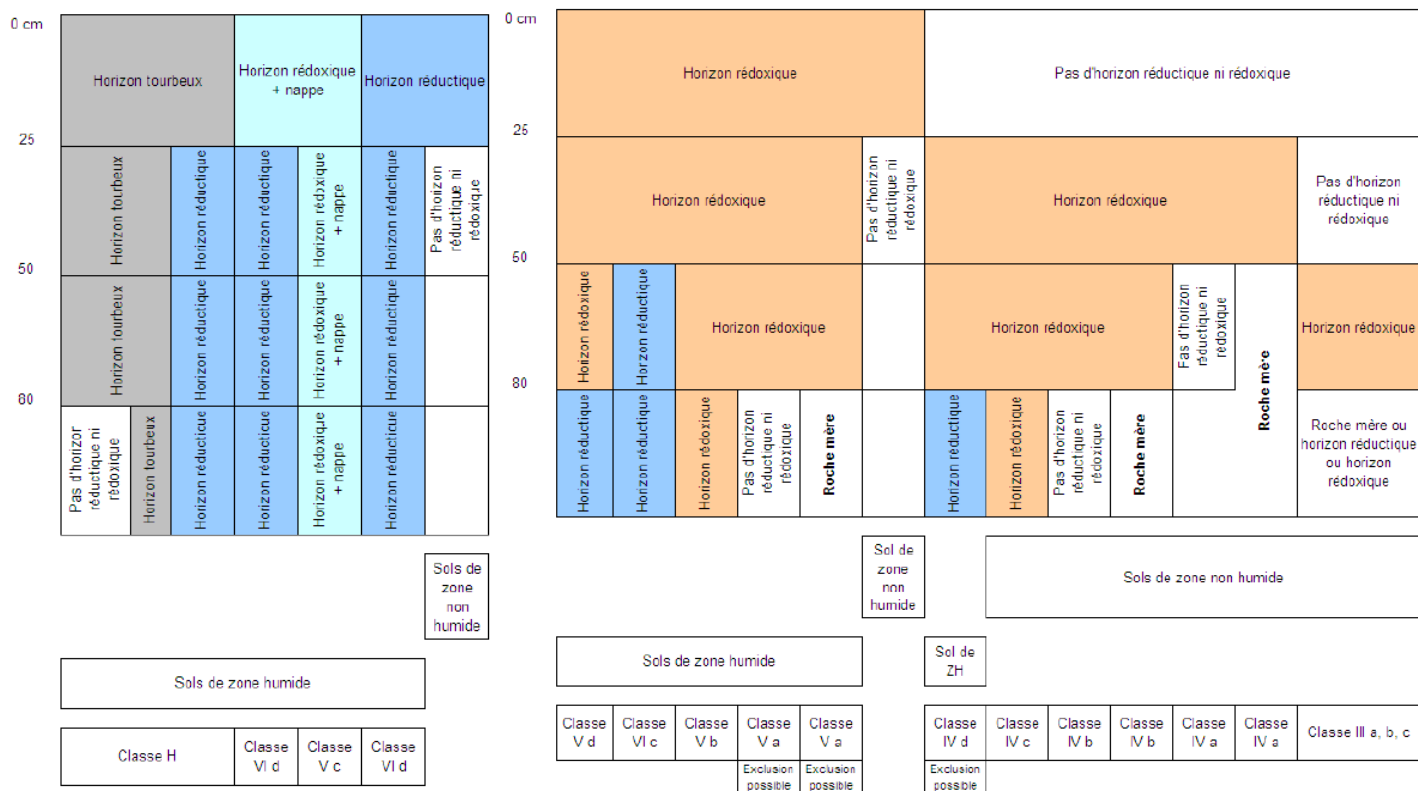 0 cm
Horizon tourbeux
Horizon rédoxique
+ nappe
Horizon réductique
25
Horizon tourbeux
Horizon réductique
Horizon réductique
Horizon rédoxique
+ nappe
Horizon réductique
Pas d'horizon
réductique ni
rédoxique
50
Horizon tourbeux
Horizon réductique
Horizon réductique
Horizon rédoxique
+ nappe
Horizon réductique
80
Pas d'horizor
réductique ni
rédoxique
Horizon tourbeux
Horizon réducticue
Horizon réductique
Horizon rédoxique
+ nappe
Horizon réducticue
Sols de
zone
non
humide
Sols de zone humide
Classe H
Classe
VI d
Classe
V c
Classe
VI d
0 cm
Horizon rédoxique
Pas d'horizon réductique ni rédoxique
25
Horizon rédoxique
Pas d'horizon
réductique ni
rédoxique
Horizon rédoxique
Pas d'horizon
réductique ni
rédoxique
50
Horizon rédoxique
Horizon réductique
Horizon rédoxique
Horizon rédoxique
Pas d'horizon
réductique ni
rédoxique
Roche mère
Horizon rédoxique
80
Horizon réductique
Horizon réductique
Horizon rédoxique
Pas d'horizon
réductique ni
rédoxique
Roche mère
Horizon réductique
Horizon rédoxique
Pas d'horizon
réductique ni
rédoxique
Roche mère
Roche mère ou
horizon réductique
ou horizon
rédoxique
Sol de
zone
non
humide
Sols de zone non humide
Sols de zone humide
Sol de
ZH
Classe
V d
Classe
VI c
Classe
V b
Classe
V a
Classe
V a
Classe
IV d
Classe
IV c
Classe
IV b
Classe
IV b
Classe
IV a
Classe
IV a
Classe III a, b, c
Exclusion
possible
Exclusion
possible
Exclusion
possible